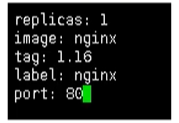 replicas: 1
image: nginx
tag: 1.16
label: nginx
port: 80